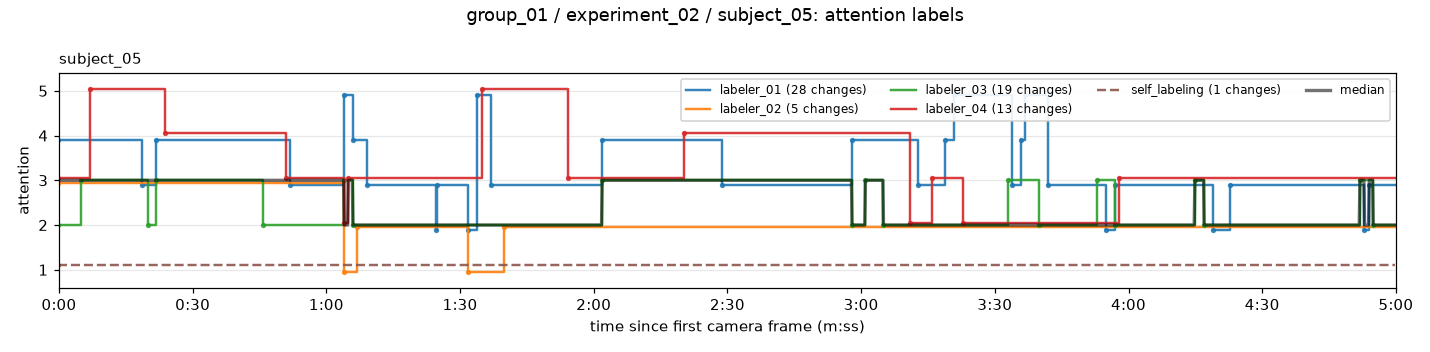 group_01 / experiment_02 / subject_05: attention labels
subject_05
labeler_01 (28 changes)
labeler_02 (5 changes)
labeler_03 (19 changes)
labeler_04 (13 changes)
self_labeling (1 changes)
median
attention
5
4
3
2
1
0:00 0:30 1:00 1:30 2:00 2:30 3:00 3:30 4:00 4:30 5:00
time since first camera frame (m:ss)